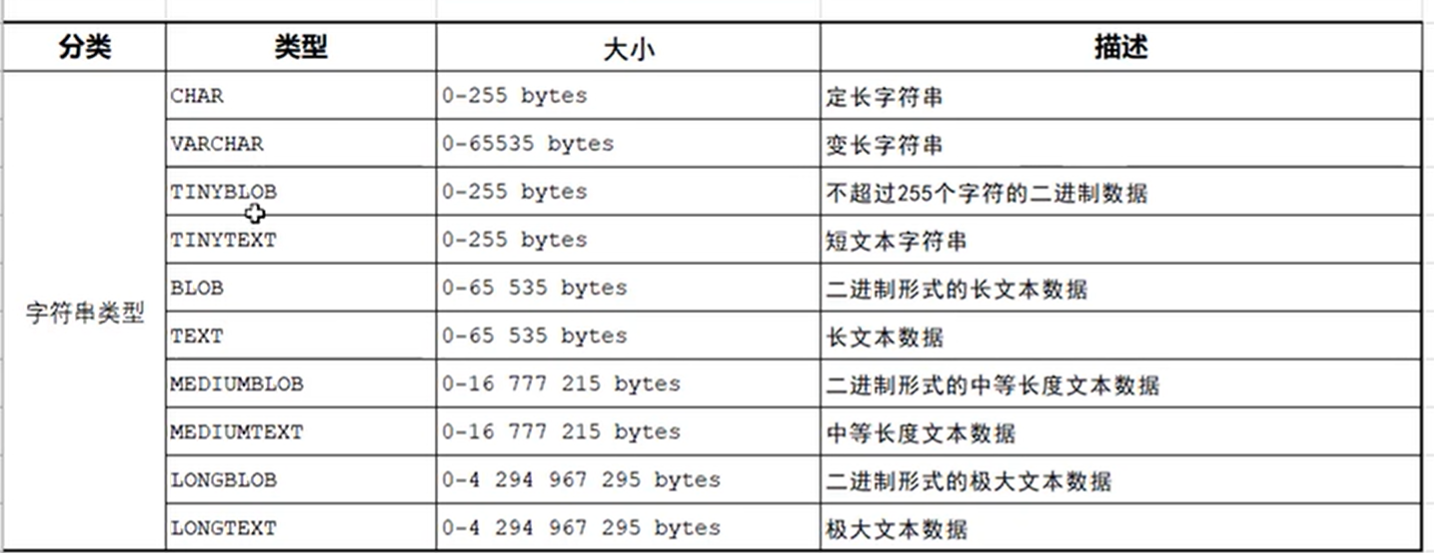 分类 类型 大小 描述
字符串类型
CHAR 0-255 bytes 定长字符串
VARCHAR 0-65535 bytes 变长字符串
TINYBLOB 0-255 bytes 不超过255个字符的二进制数据
TINYTEXT 0-255 bytes 短文本字符串
BLOB 0-65 535 bytes 二进制形式的长文本数据
TEXT 0-65 535 bytes 长文本数据
MEDIUMBLOB 0-16 777 215 bytes 二进制形式的中等长度文本数据
MEDIUMTEXT 0-16 777 215 bytes 中等长度文本数据
LONGBLOB 0-4 294 967 295 bytes 二进制形式的极大文本数据
LONGTEXT 0-4 294 967 295 bytes 极大文本数据